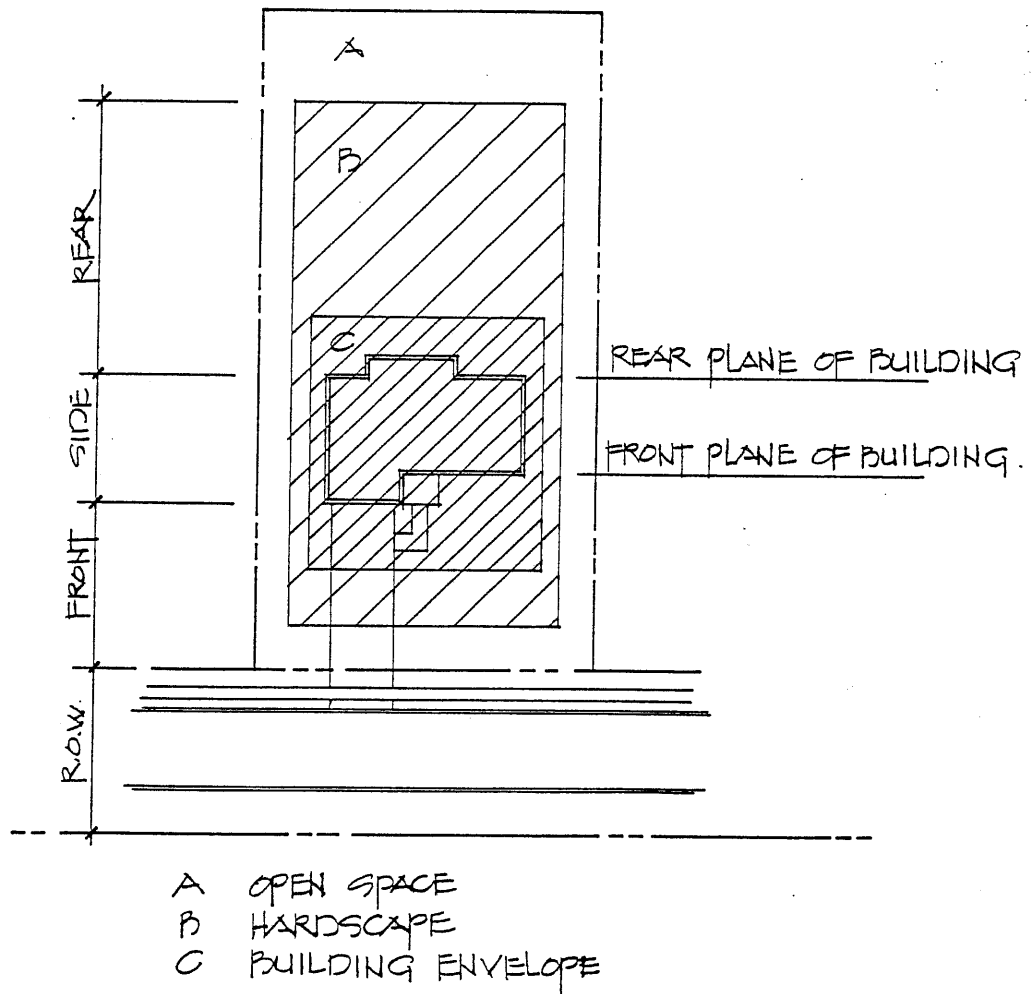 A
B
REAR
C
REAR PLANE OF BUILDING
SIDE
FRONT PLANE OF BUILDING.
FRONT
R.O.W.
A OPEN SPACE
B HARDSCAPE
C BUILDING ENVELOPE